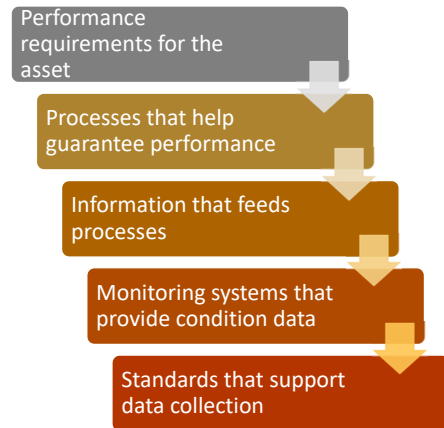 Performance
requirements for the
asset
Processes that help
guarantee performance
Information that feeds
processes
Monitoring systems that
provide condition data
Standards that support
data collection